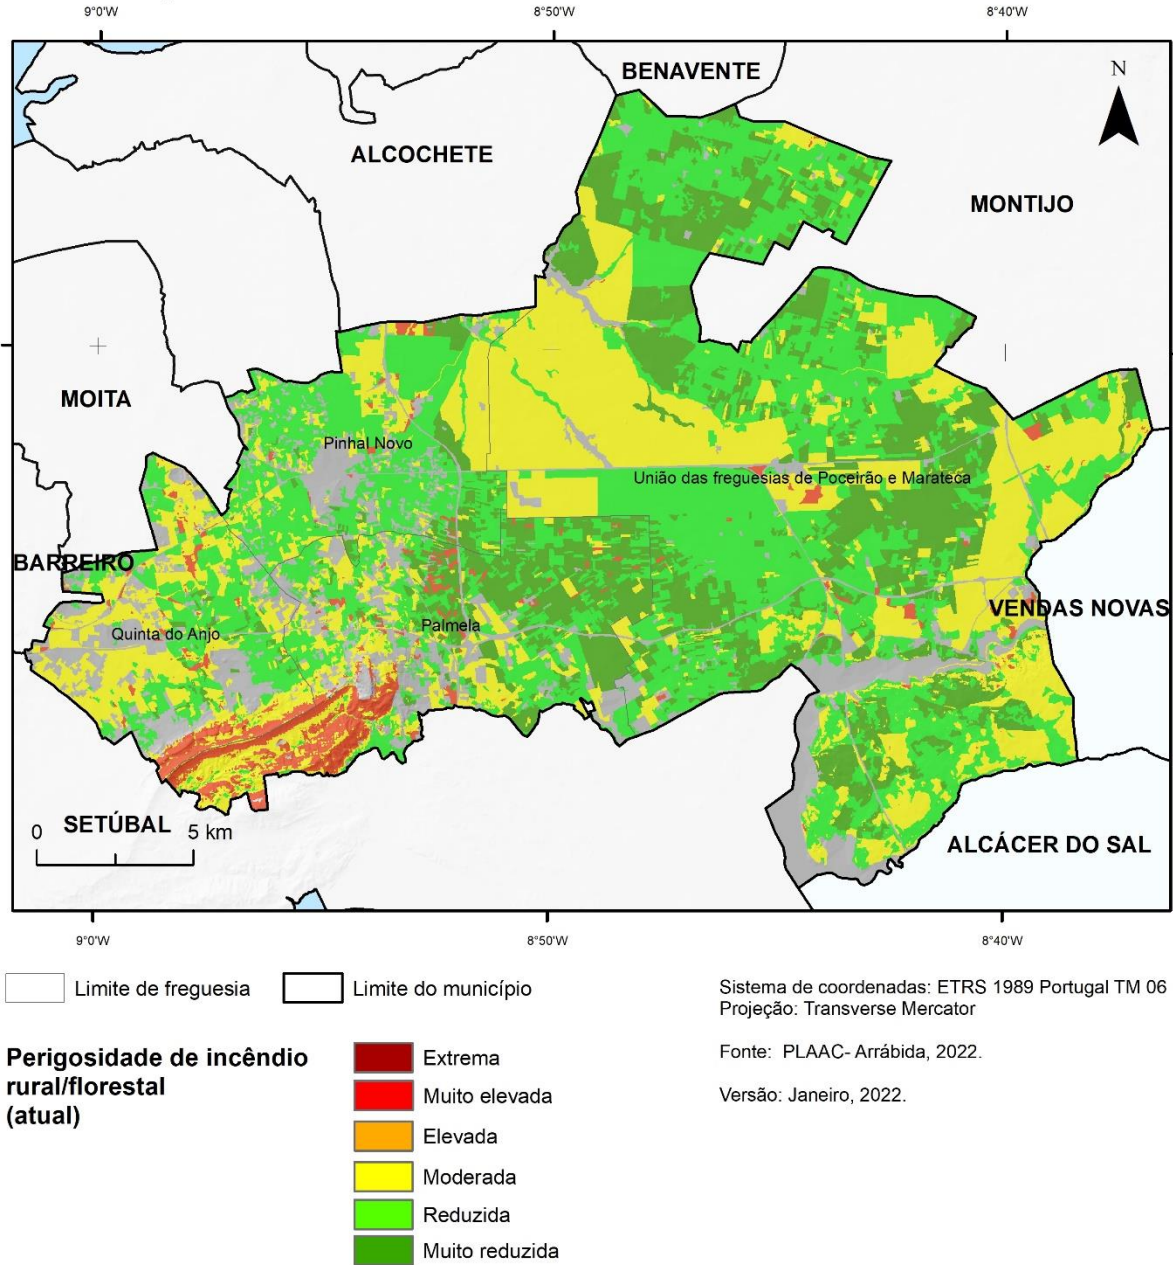 9°0'W
8°50'W
8°40'W
BENAVENTE
N
ALCOCHETE
MONTIJO
MOITA
Pinhal Novo
União das freguesias de Poceirão e Marateca
BARREIRO
VENDAS NOVAS
Quinta do Anjo
Palmela
SETÚBAL
0
5 km
ALCÁCER DO SAL
9°0'W
8°50'W
8°40'W
Limite de freguesia
Limite do município
Sistema de coordenadas: ETRS 1989 Portugal TM 06
Projeção: Transverse Mercator
Fonte: PLAAC- Arrábida, 2022.
Versão: Janeiro, 2022.
Perigosidade de incêndio
rural/florestal
(atual)
Extrema
Muito elevada
Elevada
Moderada
Reduzida
Muito reduzida